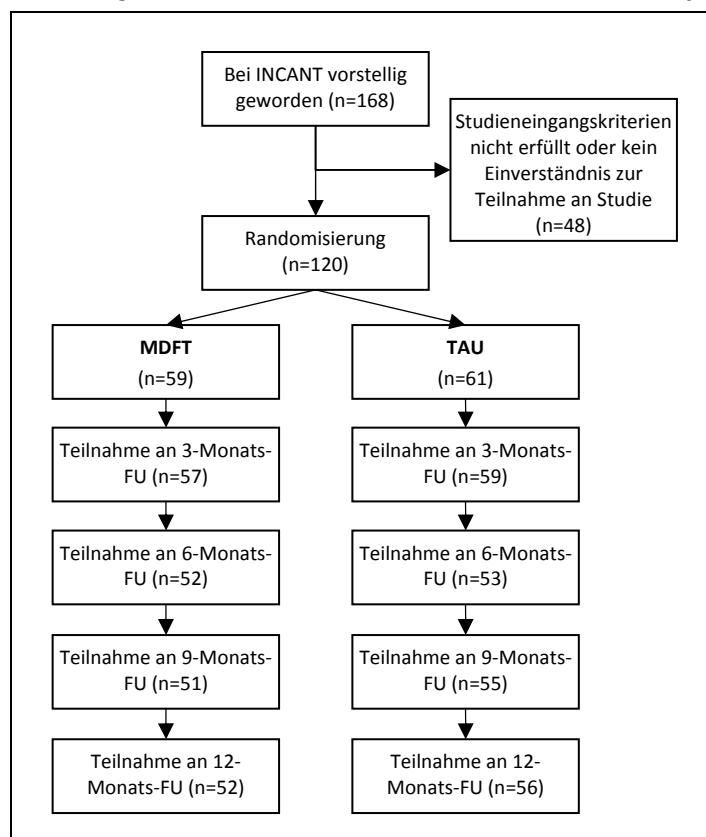 Bei INCANT vorstellig
geworden (n=168)
Studieneingangskriterien
nicht erfüllt oder kein
Einverständnis zur
Teilnahme an Studie
(n=48)
Randomisierung
(n=120)
MDFT
(n=59)
TAU
(n=61)
Teilnahme an 3-Monats-
FU (n=57)
Teilnahme an 3-Monats-
FU (n=59)
Teilnahme an 6-Monats-
FU (n=52)
Teilnahme an 6-Monats-
FU (n=53)
Teilnahme an 9-Monats-
FU (n=51)
Teilnahme an 9-Monats-
FU (n=55)
Teilnahme an 12-
Monats-FU (n=52)
Teilnahme an 12-
Monats-FU (n=56)